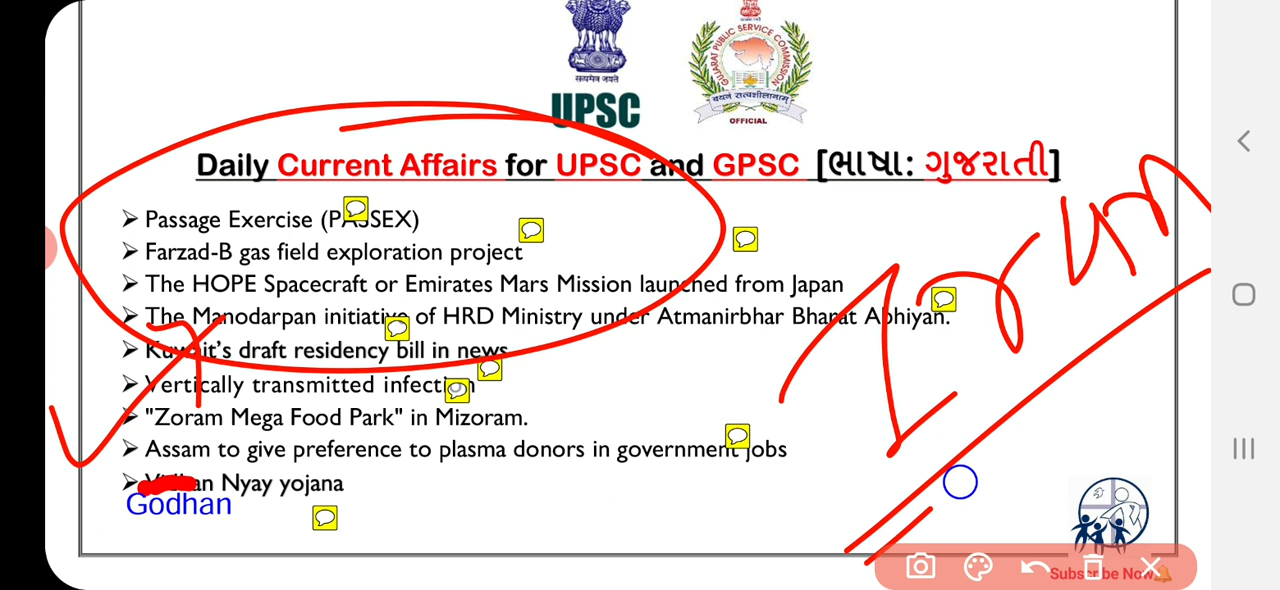 सत्यमेव जयते
UPSC
GUJARAT PUBLIC SERVICE COMMISSION
OFFICIAL
Daily Current Affairs for UPSC and GPSC [ભાષા: ગુજરાતી]
➢ Passage Exercise (PASSEX)
➢ Farzad-B gas field exploration project
➢ The HOPE Spacecraft or Emirates Mars Mission launched from Japan
➢ The Manodarpan initiative of HRD Ministry under Atmanirbhar Bharat Abhiyan.
➢ Kuwait's draft residency bill in news
➢ Vertically transmitted infection
➢ "Zoram Mega Food Park" in Mizoram.
➢ Assam to give preference to plasma donors in government jobs
➢ an Nyay yojana
Godhan
Subscribe Now